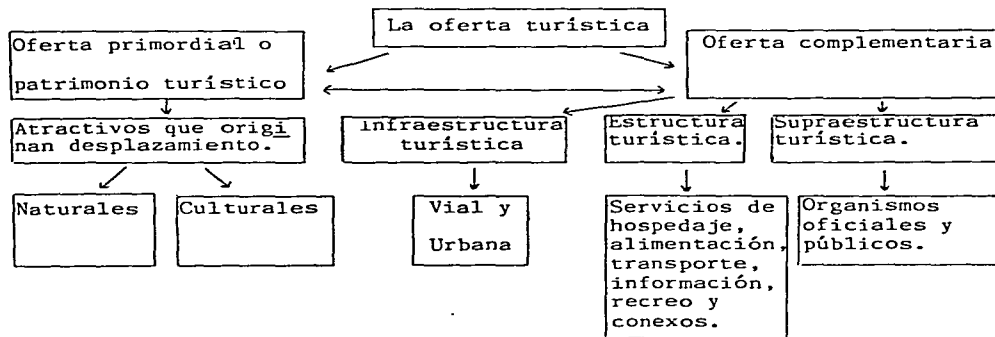 La oferta turística
Oferta primordial o
patrimonio turístico
Oferta complementaria
Atractivos que origi
nan desplazamiento.
Infraestructura
turística
Estructura
turística.
Supraestructura
turística.
Naturales
Culturales
Vial y
Urbana
Servicios de
hospedaje,
alimentación,
transporte,
información,
recreo y
conexos.
Organismos
oficiales y
públicos.